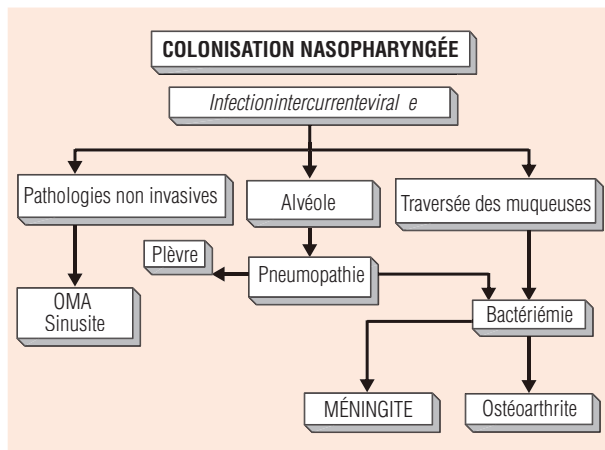 COLONISATION NASOPHARYNGÉE
Infectionintercurrenteviral e
Pathologies non invasives
Alvéole
Traversée des muqueuses
Plèvre
Pneumopathie
OMA
Sinusite
Bactériémie
MÉNINGITE
Ostéoarthrite